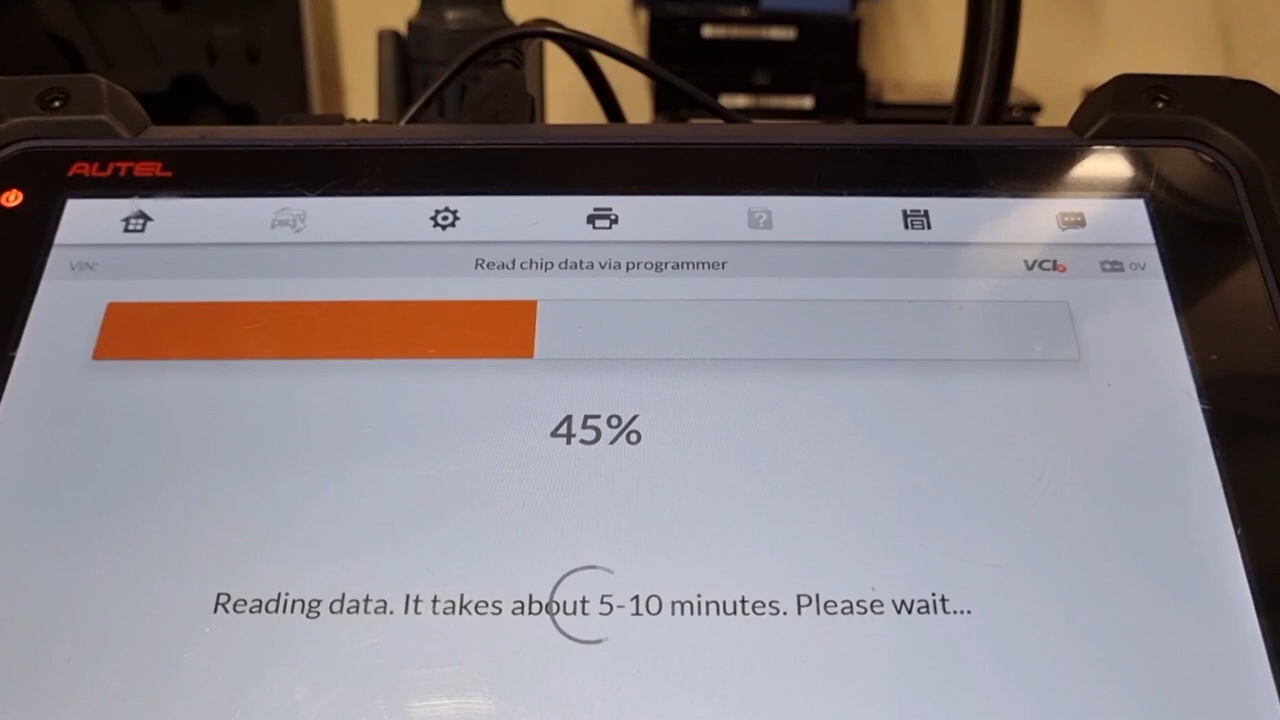 AUTEL
VIN:
Read chip data via programmer
VCI
0V
45%
Reading data. It takes about 5-10 minutes. Please wait...